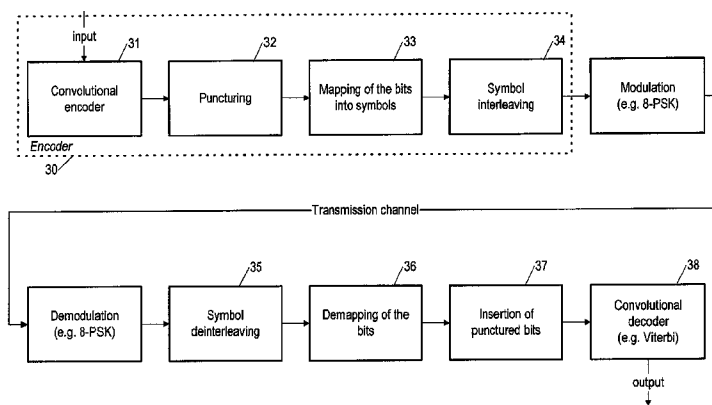 input
31
32
33
34
Convolutional
encoder
Puncturing
Mapping of the bits
into symbols
Symbol
interleaving
Modulation
(e.g. 8-PSK)
Encoder
30
Transmission channel
35
36
37
38
Demodulation
(e.g. 8-PSK)
Symbol
deinterleaving
Demapping of the
bits
Insertion of
punctured bits
Convolutional
decoder
(e.g. Viterbi)
output